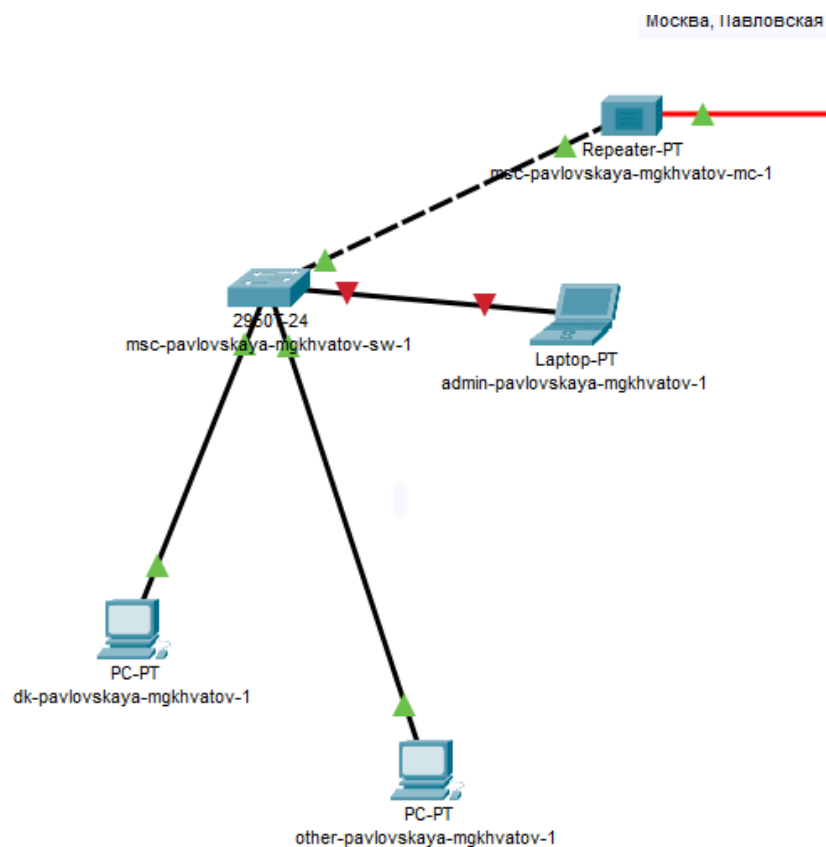 Москва, Павловская
Repeater-PT
msc-pavlovskaya-mgkhvatov-mc-1
2950T-24
msc-pavlovskaya-mgkhvatov-sw-1
Laptop-PT
admin-pavlovskaya-mgkhvatov-1
PC-PT
dk-pavlovskaya-mgkhvatov-1
PC-PT
other-pavlovskaya-mgkhvatov-1